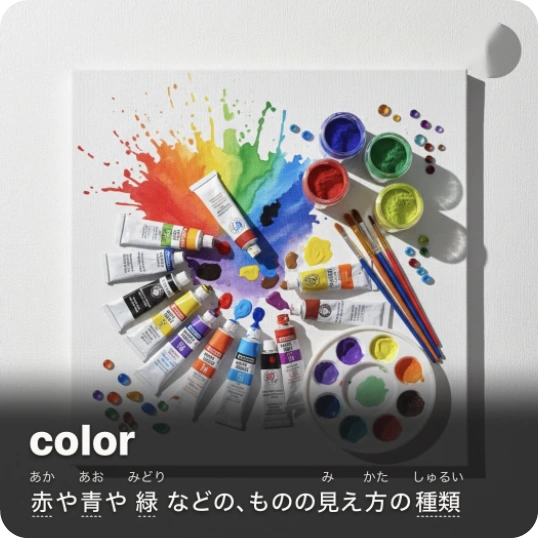 color
あか あお みどり み かた しゅるい
赤や青や 緑 などの、ものの見え方の種類